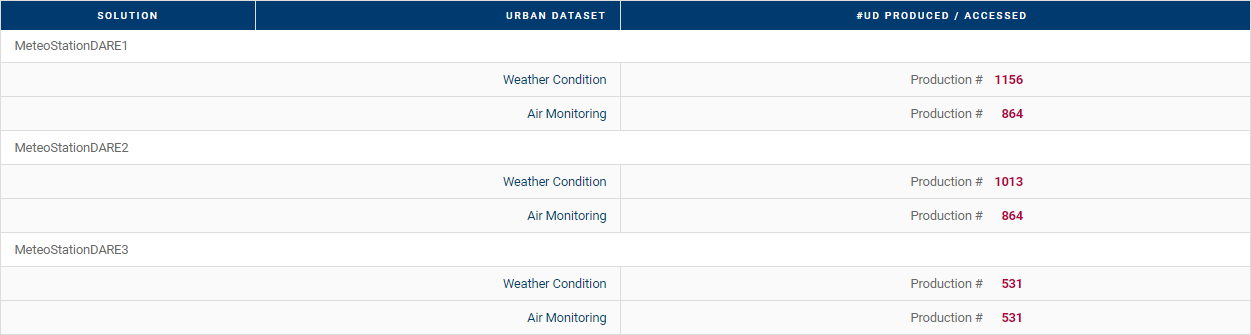 SOLUTION URBAN DATASET #UD PRODUCED / ACCESSED
MeteoStationDARE1
Weather Condition Production # 1156
Air Monitoring Production # 864
MeteoStationDARE2
Weather Condition Production # 1013
Air Monitoring Production # 864
MeteoStationDARE3
Weather Condition Production # 531
Air Monitoring Production # 531